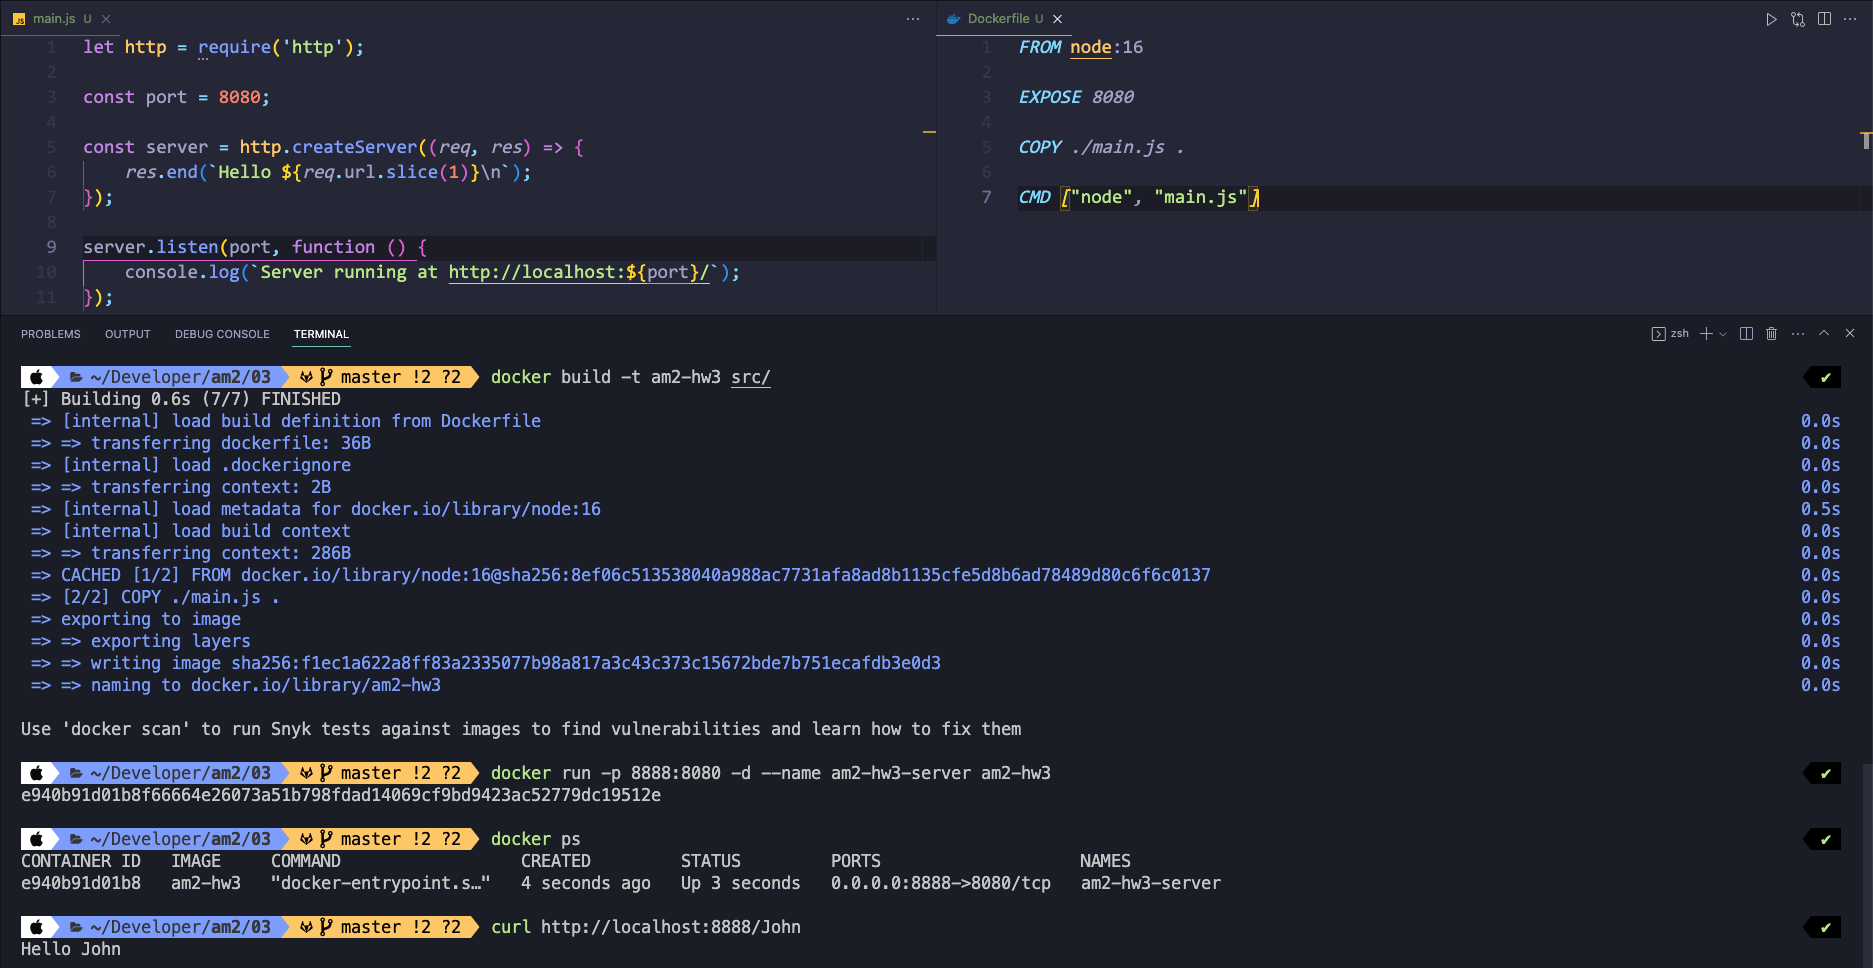 main.js U
1 let http = require('http');
2
3 const port = 8080;
4
5 const server = http.createServer((req, res) => {
6 res.end(`Hello ${req.url.slice(1)}\n`);
7 });
8
9 server.listen(port, function () {
10 console.log(`Server running at http://localhost:${port}/`);
11 });
Dockerfile U
1 FROM node:16
2
3 EXPOSE 8080
4
5 COPY ./main.js .
6
7 CMD ["node", "main.js"]
PROBLEMS OUTPUT DEBUG CONSOLE TERMINAL
zsh
~/Developer/am2/03 master !2 ?2 docker build -t am2-hw3 src/
[+] Building 0.6s (7/7) FINISHED
=> [internal] load build definition from Dockerfile 0.0s
=> => transferring dockerfile: 36B 0.0s
=> [internal] load .dockerignore 0.0s
=> => transferring context: 2B 0.0s
=> [internal] load metadata for docker.io/library/node:16 0.5s
=> [internal] load build context 0.0s
=> => transferring context: 286B 0.0s
=> CACHED [1/2] FROM docker.io/library/node:16@sha256:8ef06c513538040a988ac7731afa8ad8b1135cfe5d8b6ad78489d80c6f6c0137 0.0s
=> [2/2] COPY ./main.js . 0.0s
=> exporting to image 0.0s
=> => exporting layers 0.0s
=> => writing image sha256:f1ec1a622a8ff83a2335077b98a817a3c43c373c15672bde7b751ecafdb3e0d3 0.0s
=> => naming to docker.io/library/am2-hw3 0.0s
Use 'docker scan' to run Snyk tests against images to find vulnerabilities and learn how to fix them
~/Developer/am2/03 master !2 ?2 docker run -p 8888:8080 -d --name am2-hw3-server am2-hw3
e940b91d01b8f66664e26073a51b798fdad14069cf9bd9423ac52779dc19512e
~/Developer/am2/03 master !2 ?2 docker ps
CONTAINER ID IMAGE COMMAND CREATED STATUS PORTS NAMES
e940b91d01b8 am2-hw3 "docker-entrypoint.s…" 4 seconds ago Up 3 seconds 0.0.0.0:8888->8080/tcp am2-hw3-server
~/Developer/am2/03 master !2 ?2 curl http://localhost:8888/John
Hello John